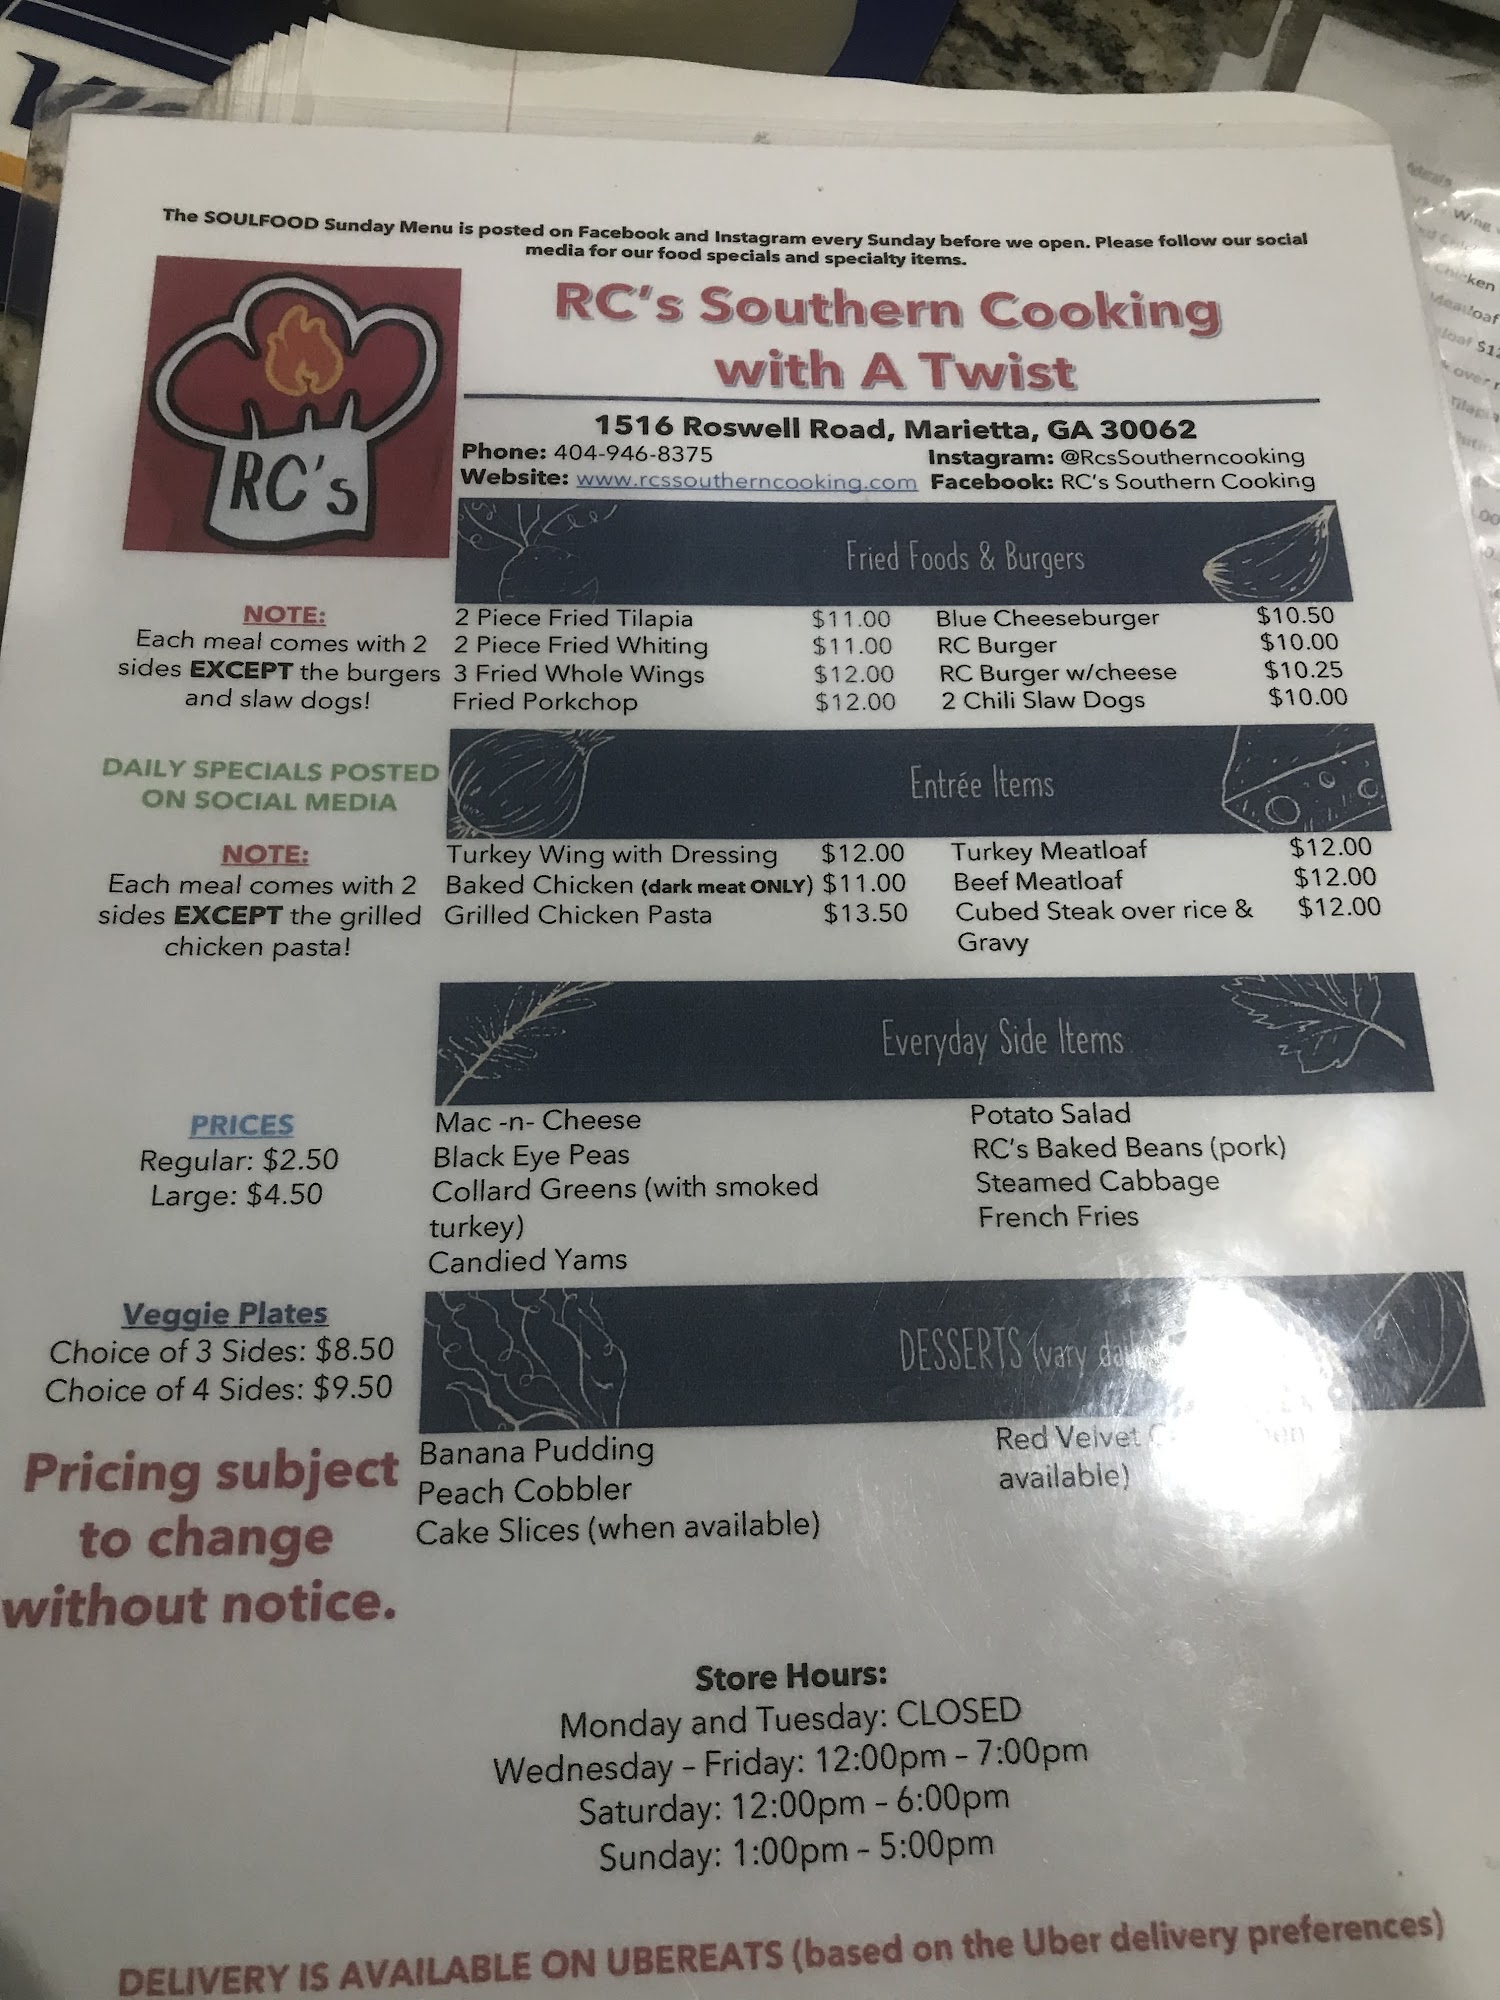 The SOULFOOD Sunday Menu is posted on Facebook and Instagram every Sunday before we open. Please follow our social
media for our food specials and specialty items.
RC's
RC's Southern Cooking
with A Twist
1516 Roswell Road, Marietta, GA 30062
Phone: 404-946-8375 Instagram: @RcsSoutherncooking
Website: www.rcssoutherncooking.com Facebook: RC's Southern Cooking
Fried Foods & Burgers
NOTE:
Each meal comes with 2
sides EXCEPT the burgers
and slaw dogs!
2 Piece Fried Tilapia $11.00 Blue Cheeseburger $10.50
2 Piece Fried Whiting $11.00 RC Burger $10.00
3 Fried Whole Wings $12.00 RC Burger w/cheese $10.25
Fried Porkchop $12.00 2 Chili Slaw Dogs $10.00
DAILY SPECIALS POSTED
ON SOCIAL MEDIA
Entrée Items
NOTE:
Each meal comes with 2
sides EXCEPT the grilled
chicken pasta!
Turkey Wing with Dressing $12.00 Turkey Meatloaf $12.00
Baked Chicken (dark meat ONLY) $11.00 Beef Meatloaf $12.00
Grilled Chicken Pasta $13.50 Cubed Steak over rice & $12.00
Gravy
Everyday Side Items
PRICES
Regular: $2.50
Large: $4.50
Mac -n- Cheese
Black Eye Peas
Collard Greens (with smoked
turkey)
Candied Yams
Potato Salad
RC's Baked Beans (pork)
Steamed Cabbage
French Fries
Veggie Plates
Choice of 3 Sides: $8.50
Choice of 4 Sides: $9.50
DESSERTS (vary
Banana Pudding
Peach Cobbler
Cake Slices (when available)
Red Velvet
available)
Pricing subject
to change
without notice.
Store Hours:
Monday and Tuesday: CLOSED
Wednesday – Friday: 12:00pm – 7:00pm
Saturday: 12:00pm – 6:00pm
Sunday: 1:00pm – 5:00pm
DELIVERY IS AVAILABLE ON UBEREATS (based on the Uber delivery preferences)